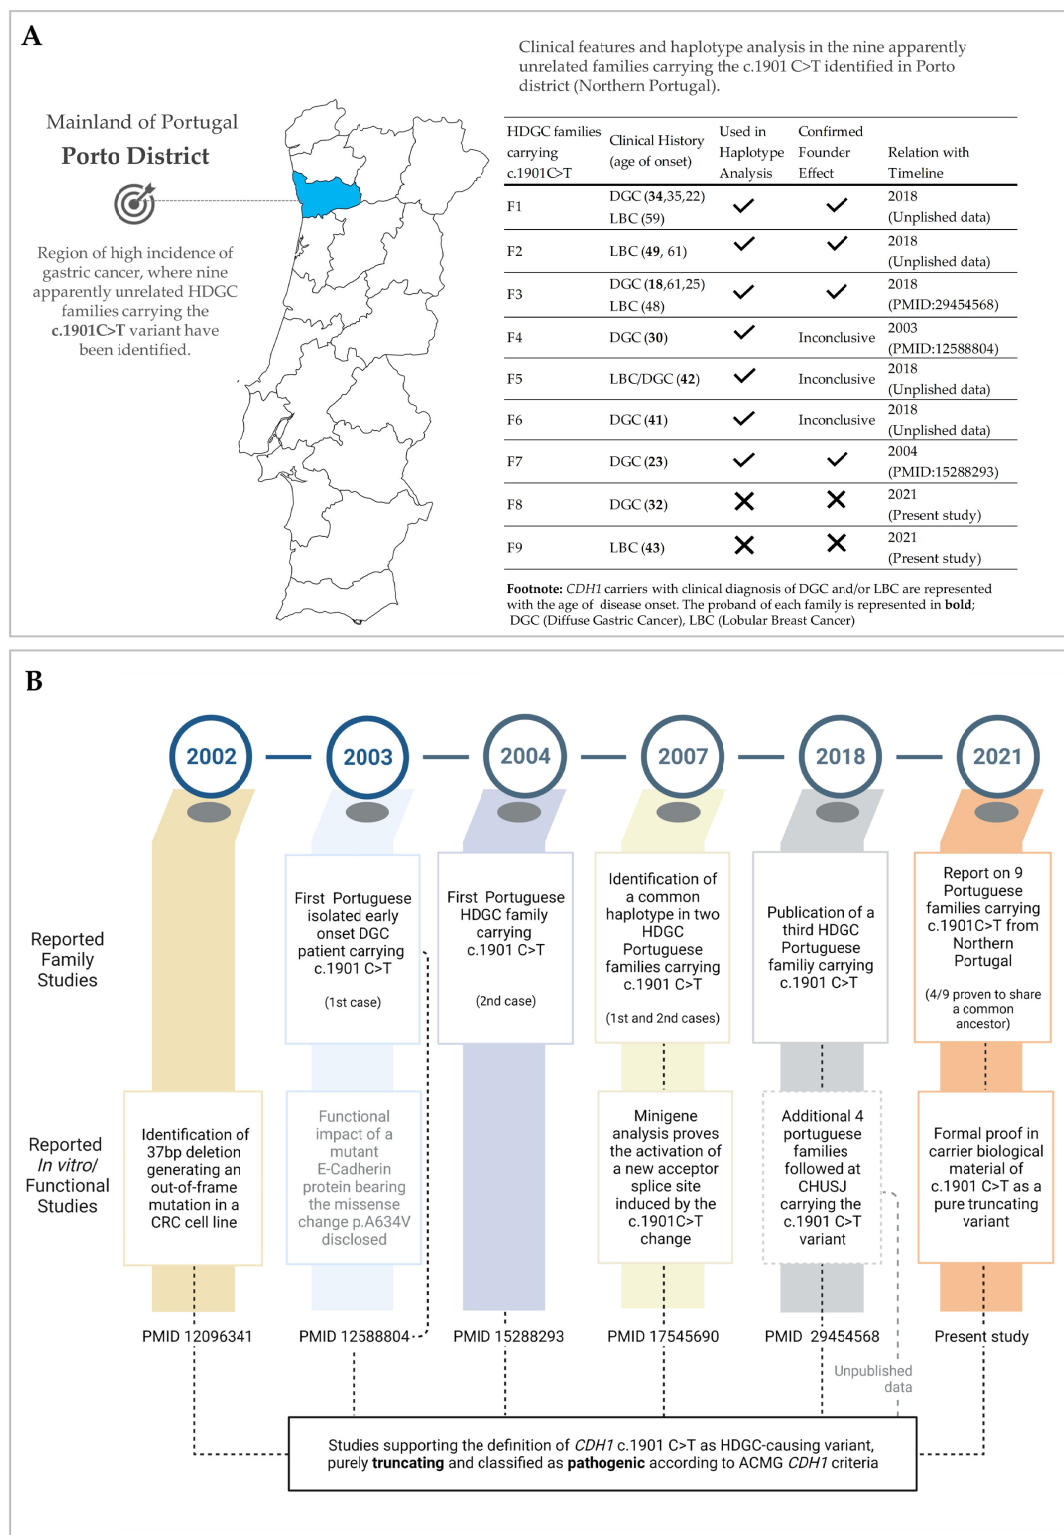 A
Mainland of Portugal
Porto District
Region of high incidence of
gastric cancer, where nine
apparently unrelated HDGC
families carrying the
c.1901C>T variant have
been identified.
Clinical features and haplotype analysis in the nine apparently
unrelated families carrying the c.1901 C>T identified in Porto
district (Northern Portugal).
HDGC families carrying c.1901C>T | Clinical History (age of onset) | Used in Haplotype Analysis | Confirmed Founder Effect | Relation with Timeline
F1 | DGC (34,35,22) LBC (59) | ✓ | ✓ | 2018 (Unplished data)
F2 | LBC (49, 61) | ✓ | ✓ | 2018 (Unplished data)
F3 | DGC (18,61,25) LBC (48) | ✓ | ✓ | 2018 (PMID:29454568)
F4 | DGC (30) | ✓ | Inconclusive | 2003 (PMID:12588804)
F5 | LBC/DGC (42) | ✓ | Inconclusive | 2018 (Unplished data)
F6 | DGC (41) | ✓ | Inconclusive | 2018 (Unplished data)
F7 | DGC (23) | ✓ | ✓ | 2004 (PMID:15288293)
F8 | DGC (32) | ✕ | ✕ | 2021 (Present study)
F9 | LBC (43) | ✕ | ✕ | 2021 (Present study)
Footnote: CDH1 carriers with clinical diagnosis of DGC and/or LBC are represented
with the age of disease onset. The proband of each family is represented in bold;
DGC (Diffuse Gastric Cancer), LBC (Lobular Breast Cancer)
B
2002
2003
2004
2007
2018
2021
Reported
Family
Studies
First Portuguese
isolated early
onset DGC
patient carrying
c.1901 C>T
(1st case)
First Portuguese
HDGC family
carrying
c.1901 C>T
(2nd case)
Identification of
a common
haplotype in two
HDGC
Portuguese
families carrying
c.1901 C>T
(1st and 2nd cases)
Publication of a
third HDGC
Portuguese
familiy carrying
c.1901 C>T
Report on 9
Portuguese
families carrying
c.1901C>T from
Northern
Portugal
(4/9 proven to share
a common
ancestor)
Reported
In vitro/
Functional
Studies
Identification of
37bp deletion
generating an
out-of-frame
mutation in a
CRC cell line
Functional
impact of a
mutant
E-Cadherin
protein bearing
the missense
change p.A634V
disclosed
Minigene
analysis proves
the activation of
a new acceptor
splice site
induced by the
c.1901C>T
change
Additional 4
portuguese
families
followed at
CHUSJ
carrying the
c.1901 C>T
variant
Formal proof in
carrier biological
material of
c.1901 C>T as a
pure truncating
variant
PMID 12096341
PMID 12588804
PMID 15288293
PMID 17545690
PMID 29454568
Present study
Unpublished
data
Studies supporting the definition of CDH1 c.1901 C>T as HDGC-causing variant,
purely truncating and classified as pathogenic according to ACMG CDH1 criteria